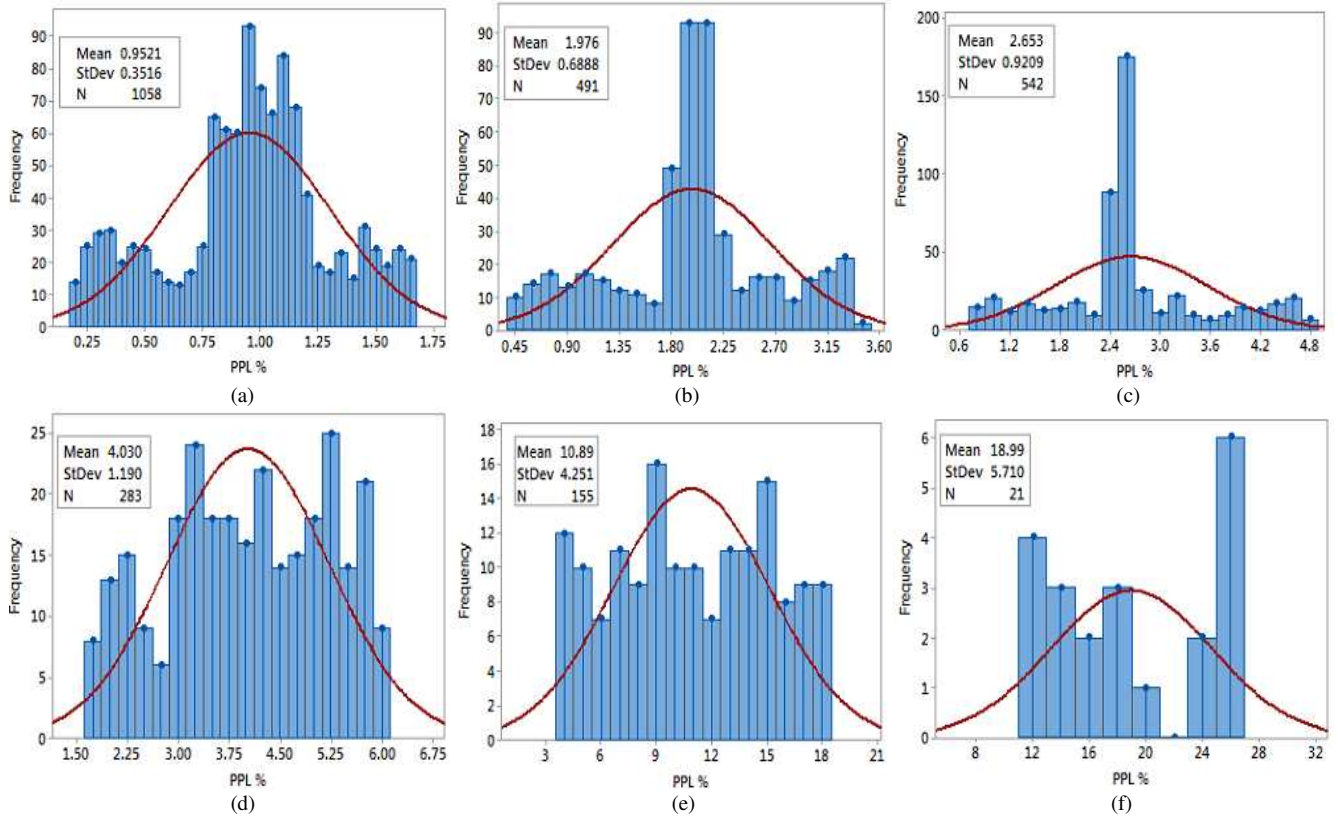 Mean 0.9521
StDev 0.3516
N 1058
Frequency
90
80
70
60
50
40
30
20
10
0
0.25 0.50 0.75 1.00 1.25 1.50 1.75
PPL %
(a)
Mean 1.976
StDev 0.6888
N 491
Frequency
90
80
70
60
50
40
30
20
10
0
0.45 0.90 1.35 1.80 2.25 2.70 3.15 3.60
PPL %
(b)
Mean 2.653
StDev 0.9209
N 542
Frequency
200
150
100
50
0
0.6 1.2 1.8 2.4 3.0 3.6 4.2 4.8
PPL %
(c)
Mean 4.030
StDev 1.190
N 283
Frequency
25
20
15
10
5
0
1.50 2.25 3.00 3.75 4.50 5.25 6.00 6.75
PPL %
(d)
Mean 10.89
StDev 4.251
N 155
Frequency
18
16
14
12
10
8
6
4
2
0
3 6 9 12 15 18 21
PPL %
(e)
Mean 18.99
StDev 5.710
N 21
Frequency
6
5
4
3
2
1
0
8 12 16 20 24 28 32
PPL %
(f)